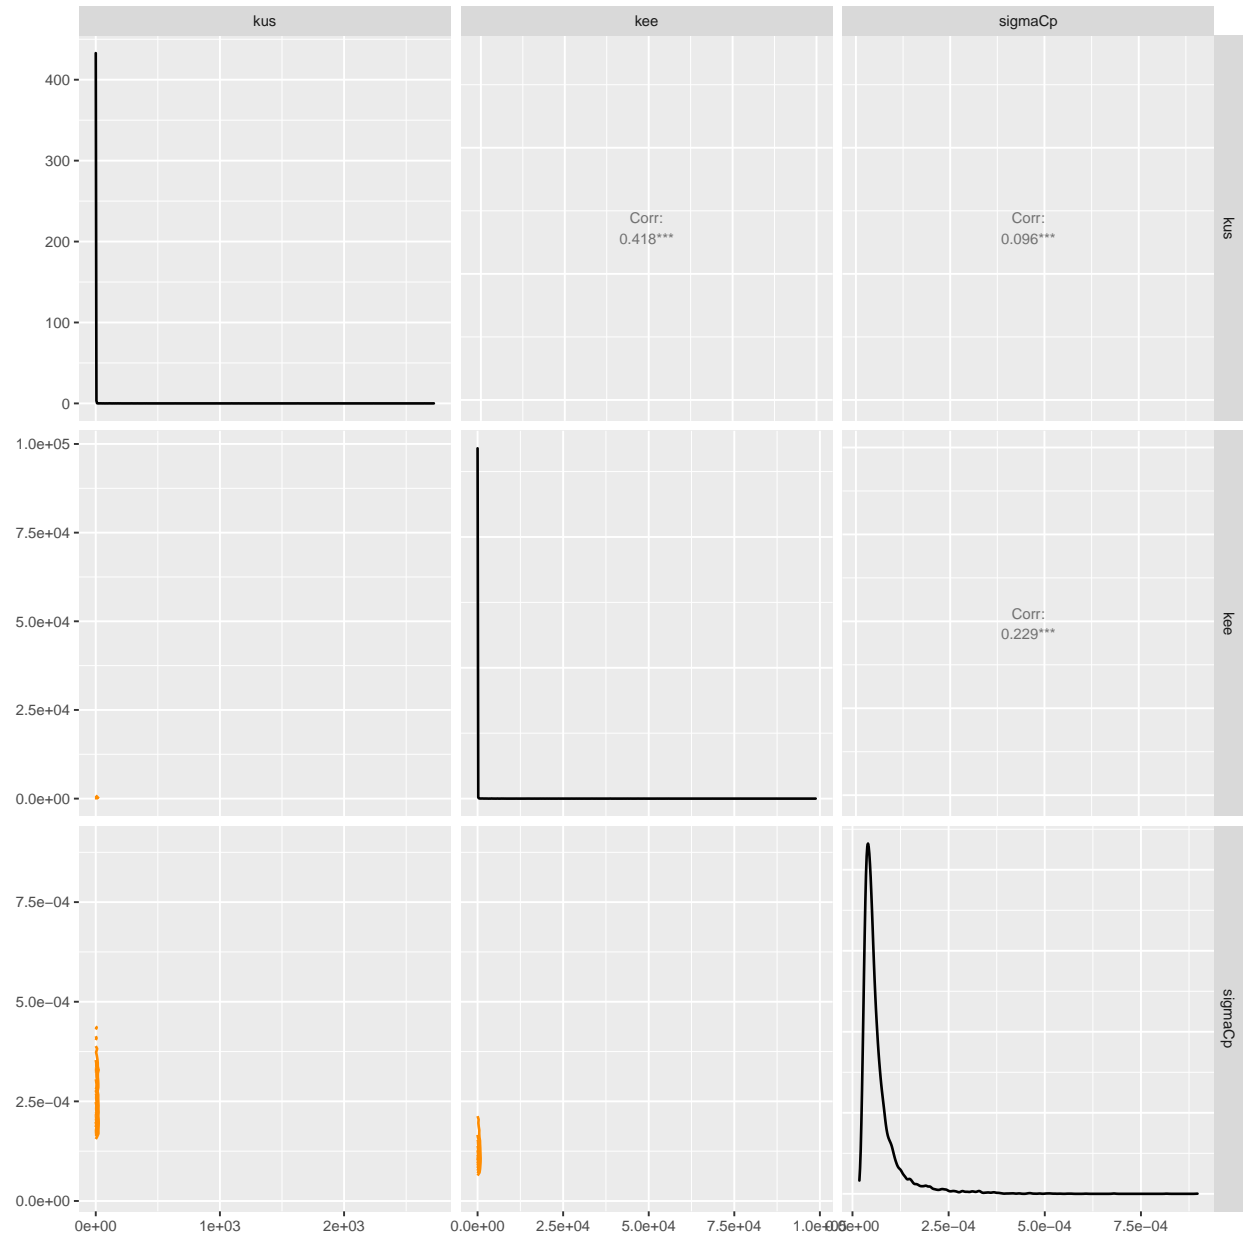 kus kee sigmaCp
400
300
200
100
0
Corr:
0.418***
Corr:
0.096***
kus
1.0e+05
7.5e+04
5.0e+04
2.5e+04
0.0e+00
Corr:
0.229***
kee
7.5e−04
5.0e−04
2.5e−04
0.0e+00
sigmaCp
0e+00 1e+03 2e+03 0.0e+00 2.5e+04 5.0e+04 7.5e+04 2.5e−04 5.0e−04 7.5e−04